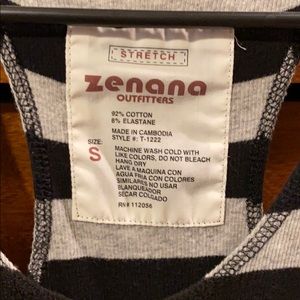 STRETCH
zenana
OUTFITTERS
92% COTTON
8% ELASTANE
MADE IN CAMBODIA
STYLE #: T-1222
SIZE:
S
MACHINE WASH COLD WITH
LIKE COLORS, DO NOT BLEACH
HANG DRY
LAVE A MAQUINA CON
AGUA FRIA CON COLORES
SIMILARES NO USAR
BLANQUEADOR
SECAR COLGADO
RN# 112056